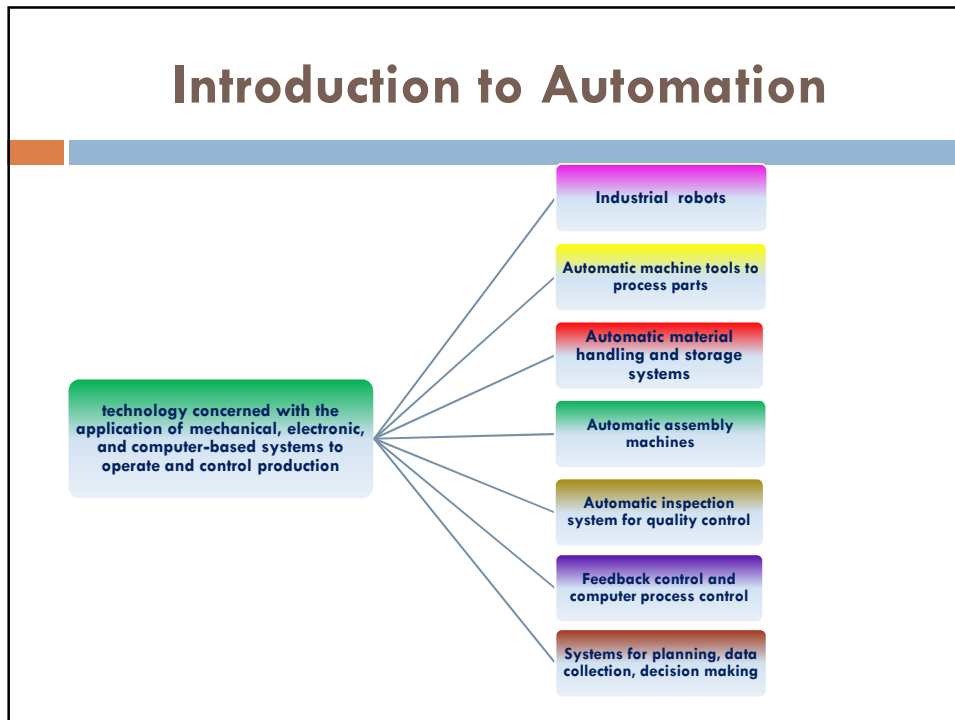 Introduction to Automation
technology concerned with the
application of mechanical, electronic,
and computer-based systems to
operate and control production
Industrial robots
Automatic machine tools to
process parts
Automatic material
handling and storage
systems
Automatic assembly
machines
Automatic inspection
system for quality control
Feedback control and
computer process control
Systems for planning, data
collection, decision making